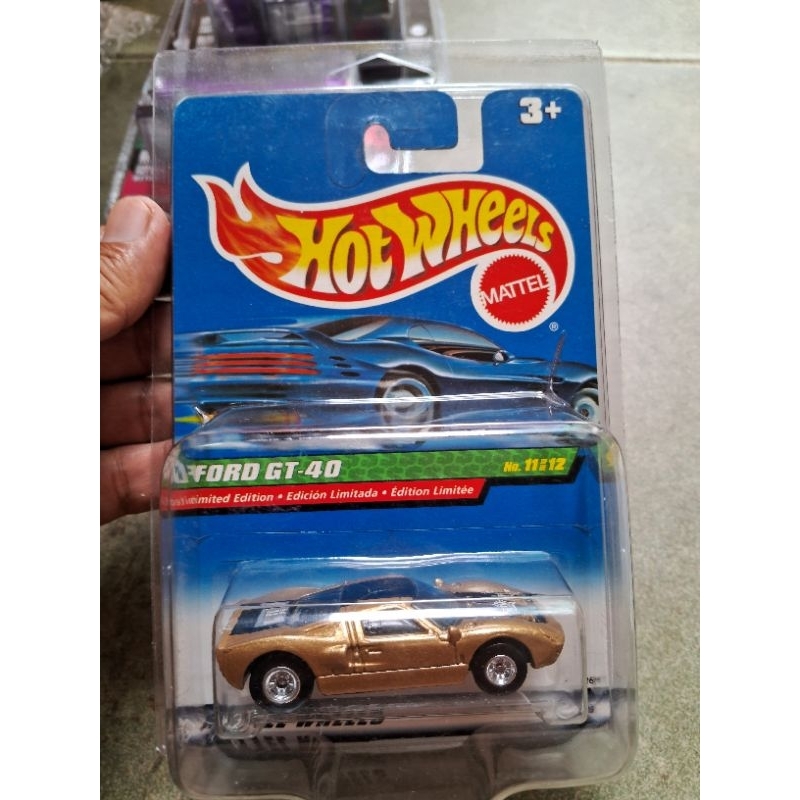 3+
Hot Wheels
MATTEL
®
FORD GT-40
No. 11 OF 12
Limited Edition • Edición Limitada • Édition Limitée